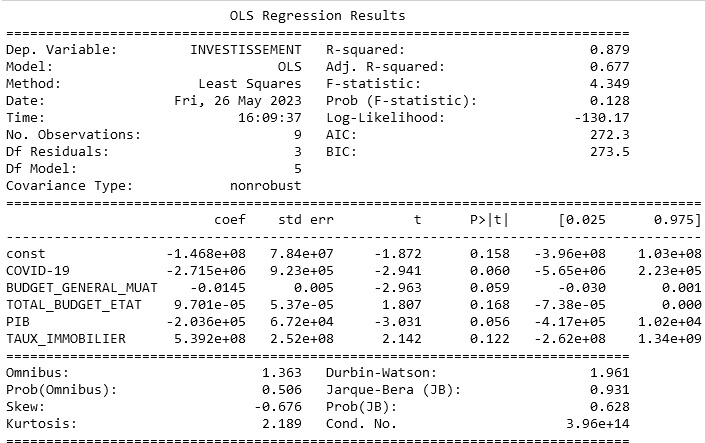 OLS Regression Results
==============================================================================
Dep. Variable: INVESTISSEMENT R-squared: 0.879
Model: OLS Adj. R-squared: 0.677
Method: Least Squares F-statistic: 4.349
Date: Fri, 26 May 2023 Prob (F-statistic): 0.128
Time: 16:09:37 Log-Likelihood: -130.17
No. Observations: 9 AIC: 272.3
Df Residuals: 3 BIC: 273.5
Df Model: 5
Covariance Type: nonrobust
=======================================================================================
coef std err t P>|t| [0.025 0.975]
---------------------------------------------------------------------------------------
const -1.468e+08 7.84e+07 -1.872 0.158 -3.96e+08 1.03e+08
COVID-19 -2.715e+06 9.23e+05 -2.941 0.060 -5.65e+06 2.23e+05
BUDGET_GENERAL_MUAT -0.0145 0.005 -2.963 0.059 -0.030 0.001
TOTAL_BUDGET_ETAT 9.701e-05 5.37e-05 1.807 0.168 -7.38e-05 0.000
PIB -2.036e+05 6.72e+04 -3.031 0.056 -4.17e+05 1.02e+04
TAUX_IMMOBILIER 5.392e+08 2.52e+08 2.142 0.122 -2.62e+08 1.34e+09
==============================================================================
Omnibus: 1.363 Durbin-Watson: 1.961
Prob(Omnibus): 0.506 Jarque-Bera (JB): 0.931
Skew: -0.676 Prob(JB): 0.628
Kurtosis: 2.189 Cond. No. 3.96e+14
==============================================================================